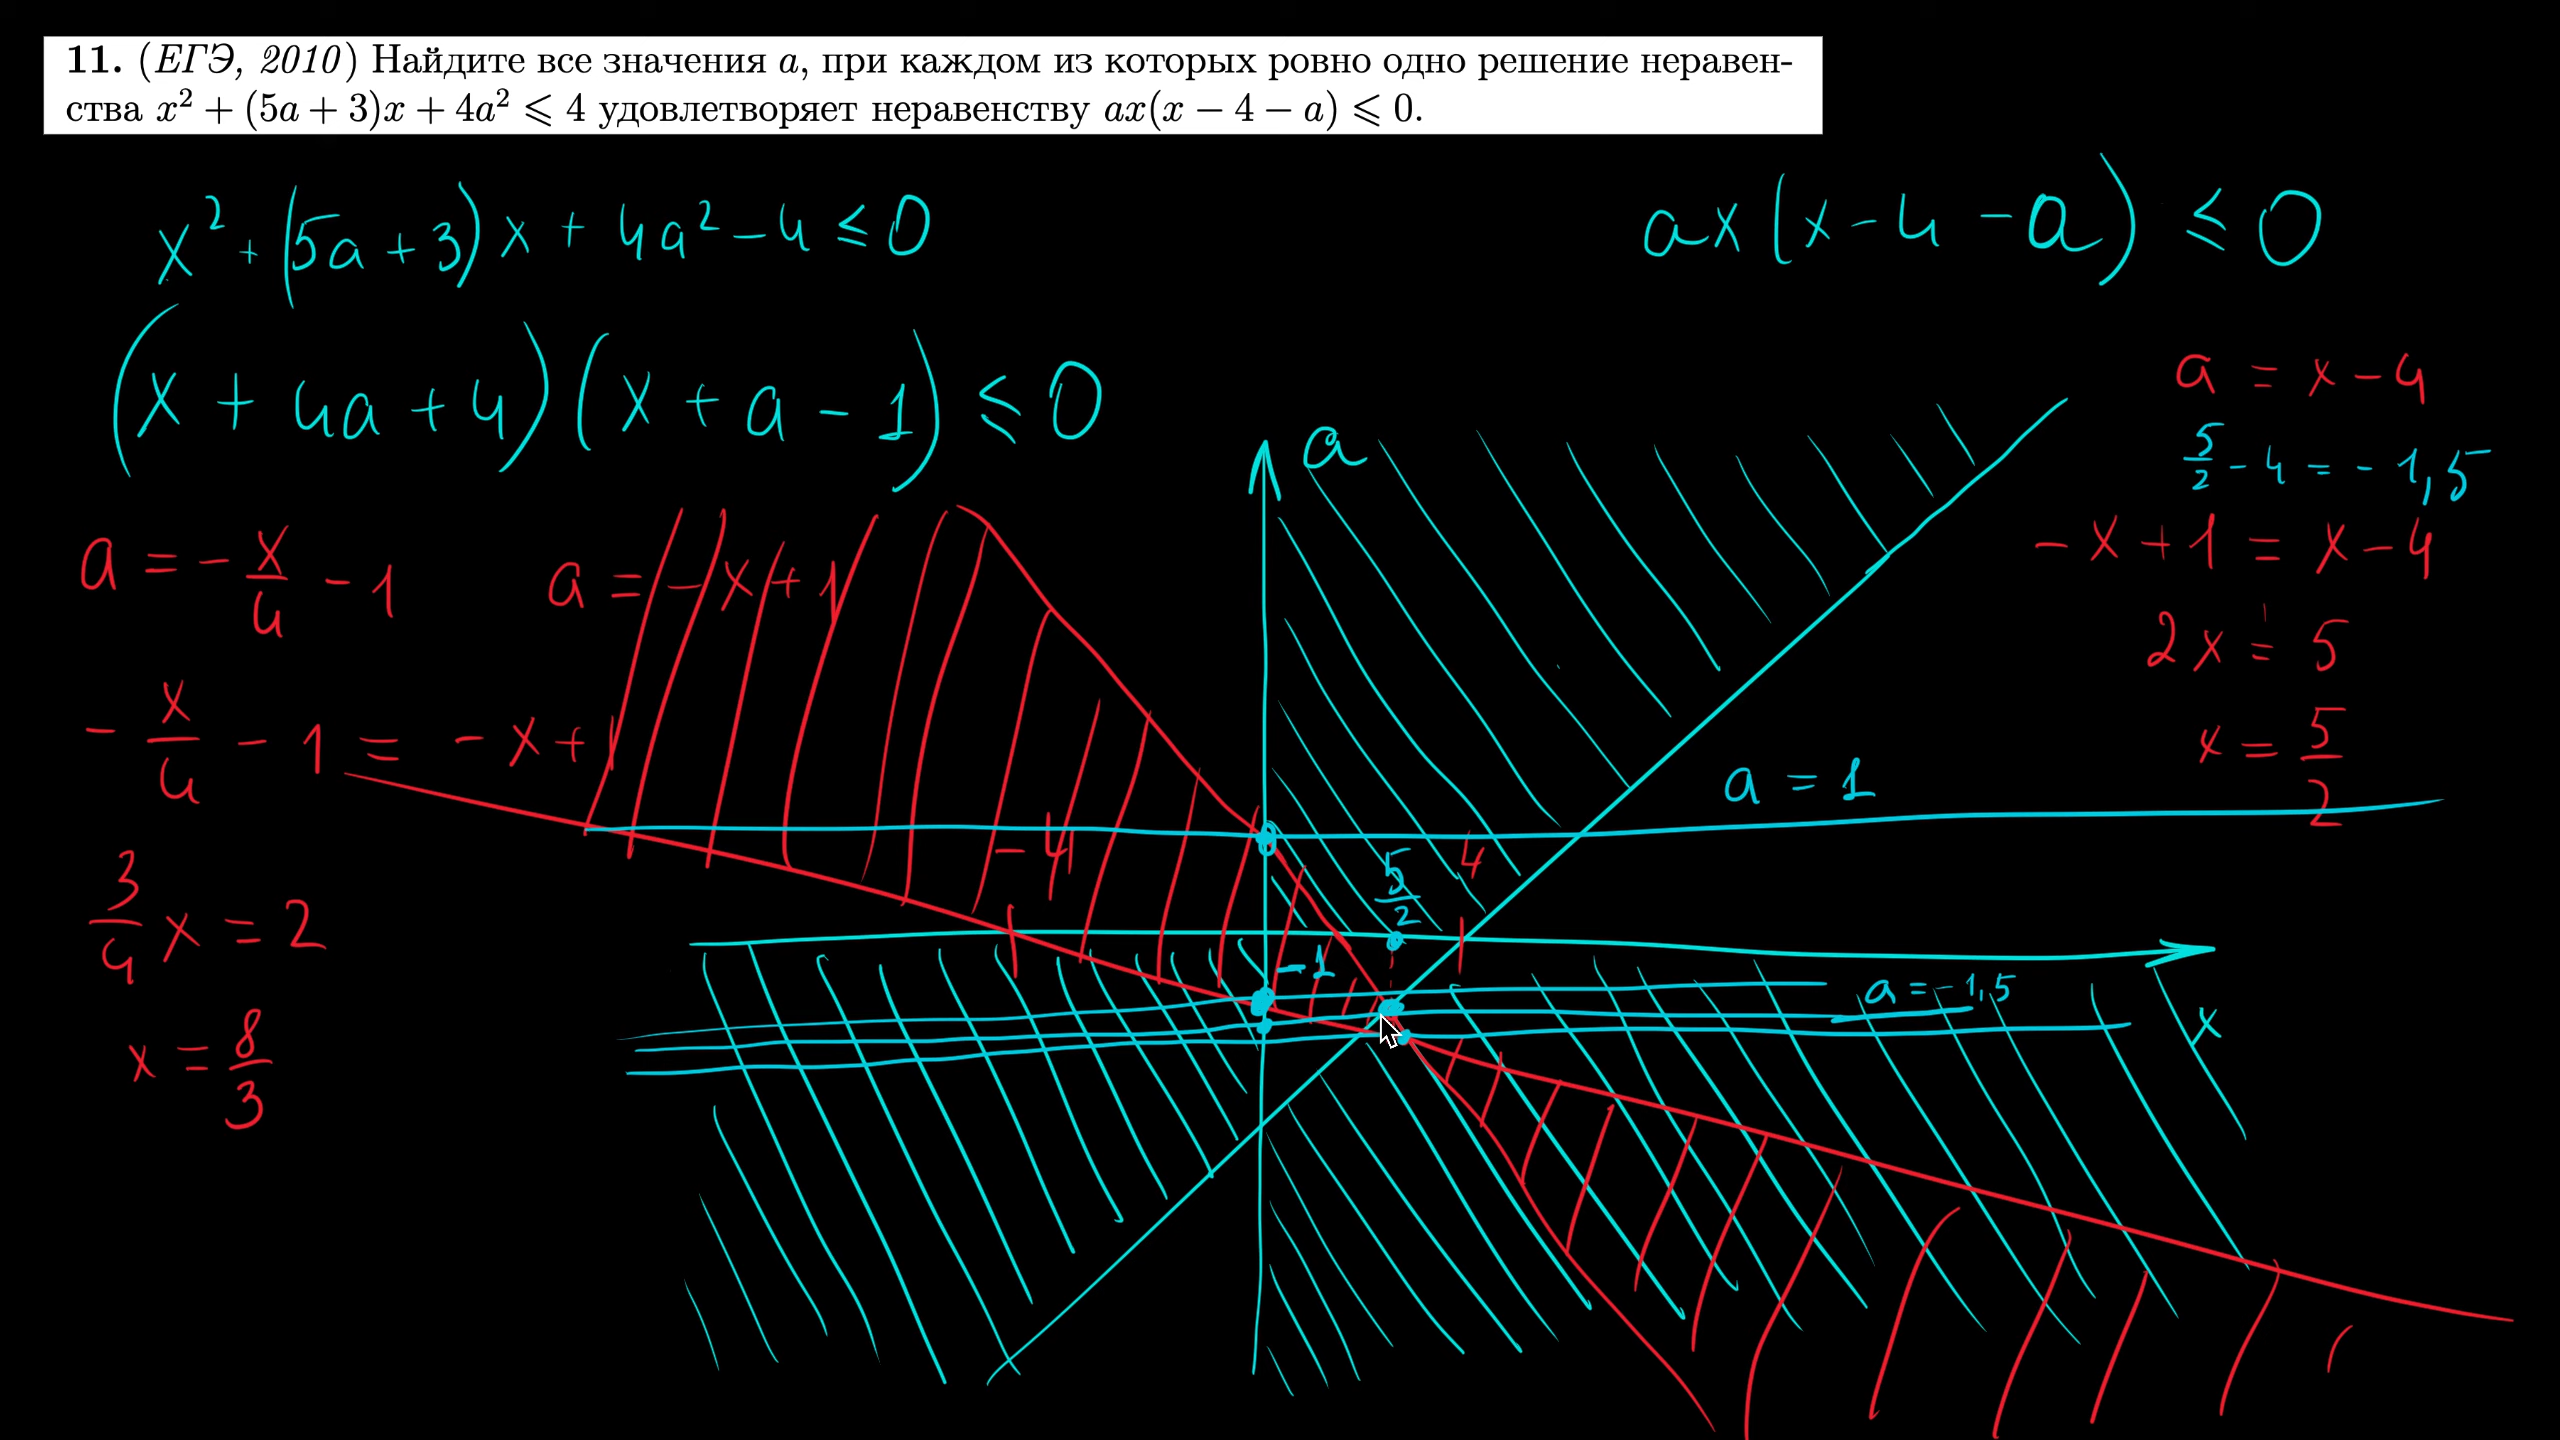 11. (ЕГЭ, 2010) Найдите все значения a, при каждом из которых ровно одно решение неравен-
ства x² + (5a + 3)x + 4a² ⩽ 4 удовлетворяет неравенству ax(x − 4 − a) ⩽ 0.
x² + (5a + 3) x + 4a² − 4 ≤ 0
ax (x − 4 − a) ≤ 0
(x + 4a + 4) (x + a − 1) ≤ 0
a = x − 4
5/2 − 4 = − 1,5
− x + 1 = x − 4
2x = 5
x = 5/2
a = − x/4 − 1
a = − x + 1
− x/4 − 1 = − x + 1
3/4 x = 2
x = 8/3
a
a = 1
− 4
5/2
4
−1
a = − 1,5
x